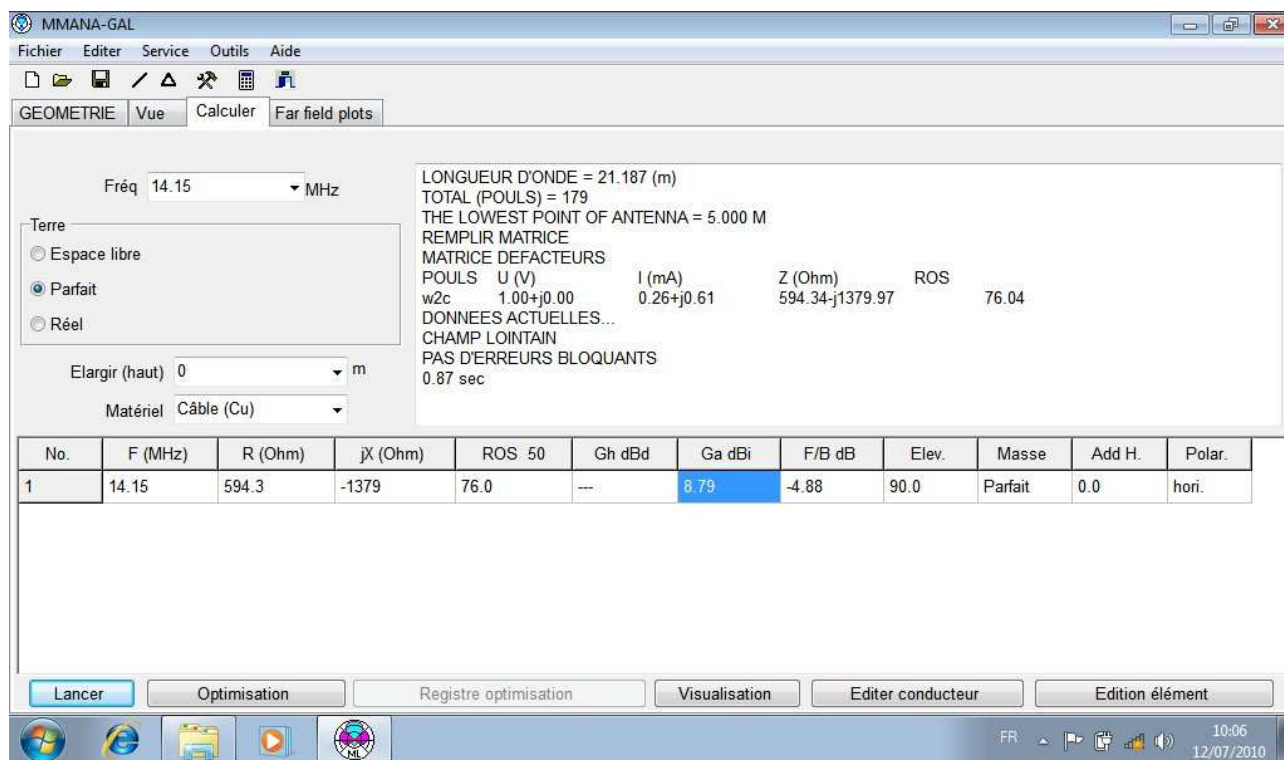 MMANA-GAL
Fichier Editer Service Outils Aide
GEOMETRIE Vue Calculer Far field plots
Fréq 14.15 MHz
Terre
Espace libre
Parfait
Réel
Elargir (haut) 0 m
Matériel Câble (Cu)
LONGUEUR D'ONDE = 21.187 (m)
TOTAL (POULS) = 179
THE LOWEST POINT OF ANTENNA = 5.000 M
REMPLIR MATRICE
MATRICE DEFACTEURS
POULS U (V) I (mA) Z (Ohm) ROS
w2c 1.00+j0.00 0.26+j0.61 594.34-j1379.97 76.04
DONNEES ACTUELLES...
CHAMP LOINTAIN
PAS D'ERREURS BLOQUANTS
0.87 sec
No. F (MHz) R (Ohm) jX (Ohm) ROS 50 Gh dBd Ga dBi F/B dB Elev. Masse Add H. Polar.
1 14.15 594.3 -1379 76.0 --- 8.79 -4.88 90.0 Parfait 0.0 hori.
Lancer Optimisation Registre optimisation Visualisation Editer conducteur Edition élément
ML
FR 10:06
12/07/2010